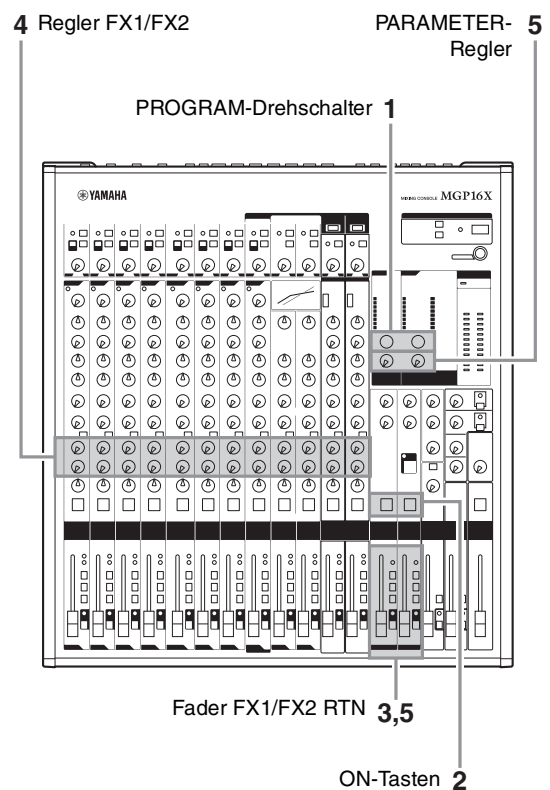 4 Regler FX1/FX2
PARAMETER- 5
Regler
PROGRAM-Drehschalter 1
YAMAHA
MIXING CONSOLE MGP16X
Fader FX1/FX2 RTN 3,5
ON-Tasten 2